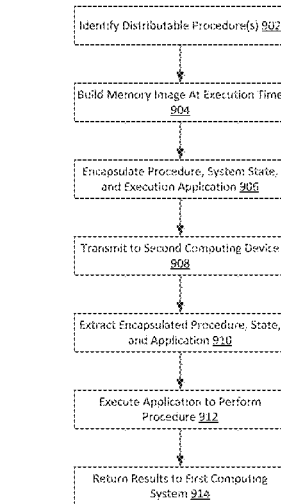 Identify Distributable Procedure(s) 902
Build Memory Image At Execution Time
904
Encapsulate Procedure, System State,
and Execution Application 906
Transmit to Second Computing Device
908
Extract Encapsulated Procedure, State,
and Application 910
Execute Application to Perform
Procedure 912
Return Results to First Computing
System 914